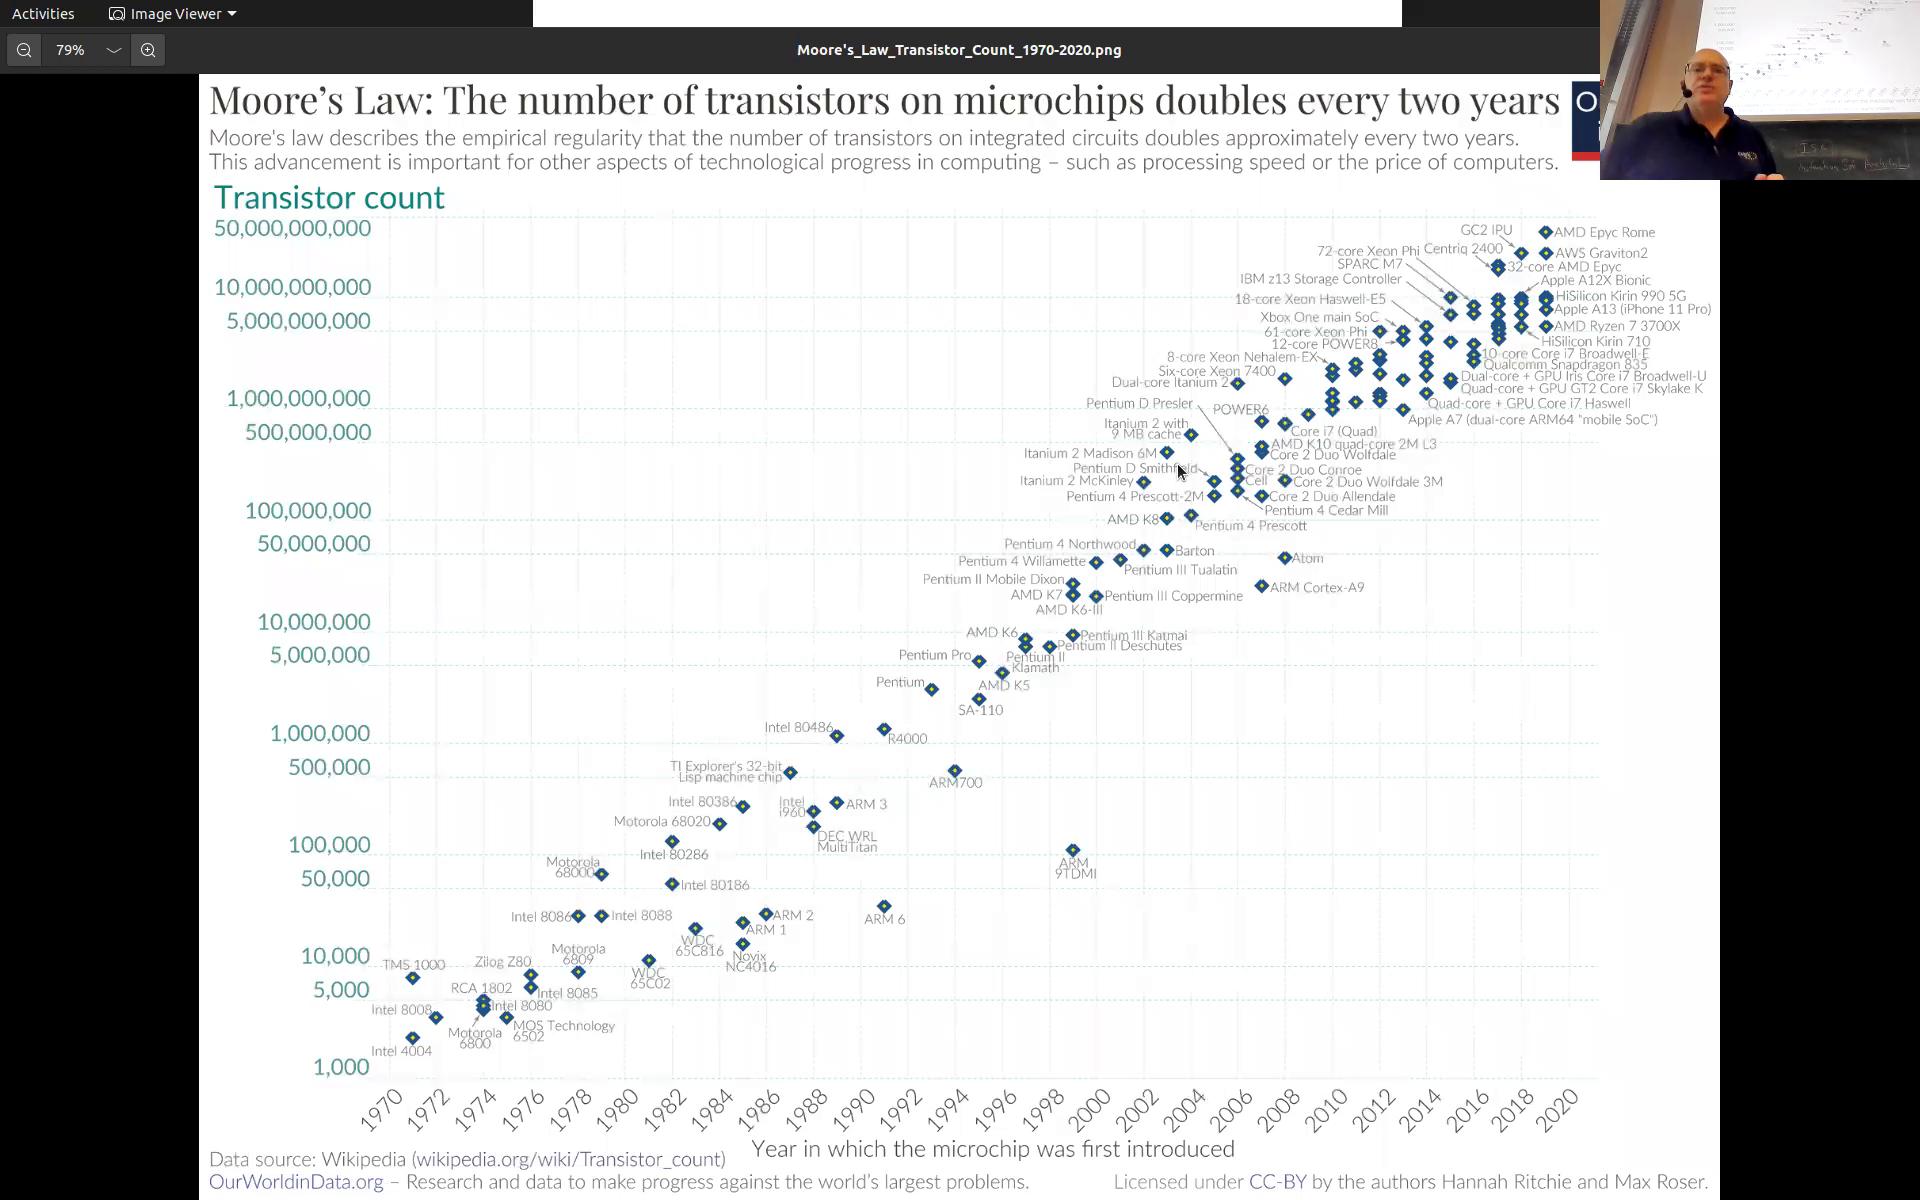 Activities
Image Viewer
79%
Moore's_Law_Transistor_Count_1970-2020.png
Moore's Law: The number of transistors on microchips doubles every two years
Moore's law describes the empirical regularity that the number of transistors on integrated circuits doubles approximately every two years.
This advancement is important for other aspects of technological progress in computing – such as processing speed or the price of computers.
O
Transistor count
50,000,000,000
10,000,000,000
5,000,000,000
1,000,000,000
500,000,000
100,000,000
50,000,000
10,000,000
5,000,000
1,000,000
500,000
100,000
50,000
10,000
5,000
1,000
GC2 IPU
AMD Epyc Rome
72-core Xeon Phi
Centriq 2400
AWS Graviton2
SPARC M7
32-core AMD Epyc
IBM z13 Storage Controller
Apple A12X Bionic
18-core Xeon Haswell-E5
HiSilicon Kirin 990 5G
Apple A13 (iPhone 11 Pro)
Xbox One main SoC
61-core Xeon Phi
AMD Ryzen 7 3700X
12-core POWER8
HiSilicon Kirin 710
8-core Xeon Nehalem-EX
10-core Core i7 Broadwell-E
Six-core Xeon 7400
Qualcomm Snapdragon 835
Dual-core Itanium 2
Dual-core + GPU Iris Core i7 Broadwell-U
Quad-core + GPU GT2 Core i7 Skylake K
Pentium D Presler
POWER6
Quad-core + GPU Core i7 Haswell
Apple A7 (dual-core ARM64 "mobile SoC")
Itanium 2 with
9 MB cache
Core i7 (Quad)
AMD K10 quad-core 2M L3
Itanium 2 Madison 6M
Core 2 Duo Wolfdale
Pentium D Smithfield
Core 2 Duo Conroe
Itanium 2 McKinley
Cell
Core 2 Duo Wolfdale 3M
Pentium 4 Prescott-2M
Core 2 Duo Allendale
Pentium 4 Cedar Mill
AMD K8
Pentium 4 Prescott
Pentium 4 Northwood
Barton
Atom
Pentium 4 Willamette
Pentium III Tualatin
Pentium II Mobile Dixon
ARM Cortex-A9
AMD K7
Pentium III Coppermine
AMD K6-III
AMD K6
Pentium III Katmai
Pentium II Deschutes
Pentium Pro
Pentium II
Klamath
Pentium
AMD K5
SA-110
Intel 80486
R4000
TI Explorer's 32-bit
Lisp machine chip
ARM700
Intel 80386
Intel
i960
ARM 3
Motorola 68020
DEC WRL
MultiTitan
Intel 80286
ARM
9TDMI
Motorola
68000
Intel 80186
Intel 8086
Intel 8088
ARM 2
ARM 6
ARM 1
WDC
65C816
Novix
NC4016
Motorola
6809
TMS 1000
Zilog Z80
WDC
65C02
RCA 1802
Intel 8085
Intel 8080
Intel 8008
MOS Technology
6502
Motorola
6800
Intel 4004
1970 1972 1974 1976 1978 1980 1982 1984 1986 1988 1990 1992 1994 1996 1998 2000 2002 2004 2006 2008 2010 2012 2014 2016 2018 2020
Year in which the microchip was first introduced
Data source: Wikipedia (wikipedia.org/wiki/Transistor_count)
OurWorldinData.org – Research and data to make progress against the world's largest problems.
Licensed under CC-BY by the authors Hannah Ritchie and Max Roser.